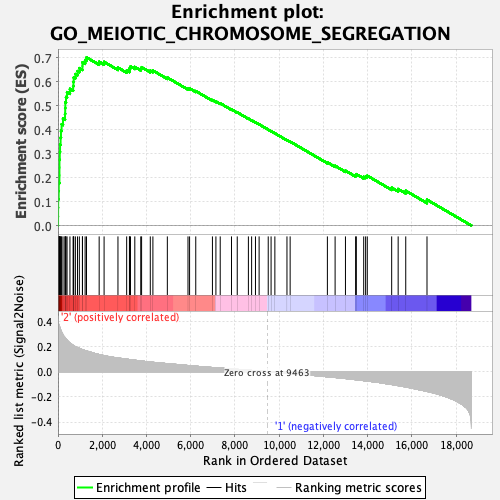 Enrichment plot:
GO_MEIOTIC_CHROMOSOME_SEGREGATION
Enrichment score (ES)
0.7
0.6
0.5
0.4
0.3
0.2
0.1
0.0
Ranked list metric (Signal2Noise)
'2' (positively correlated)
0.4
0.2
0.0
-0.2
-0.4
Zero cross at 9463
'1' (negatively correlated)
0 2,000 4,000 6,000 8,000 10,000 12,000 14,000 16,000 18,000
Rank in Ordered Dataset
Enrichment profile Hits Ranking metric scores